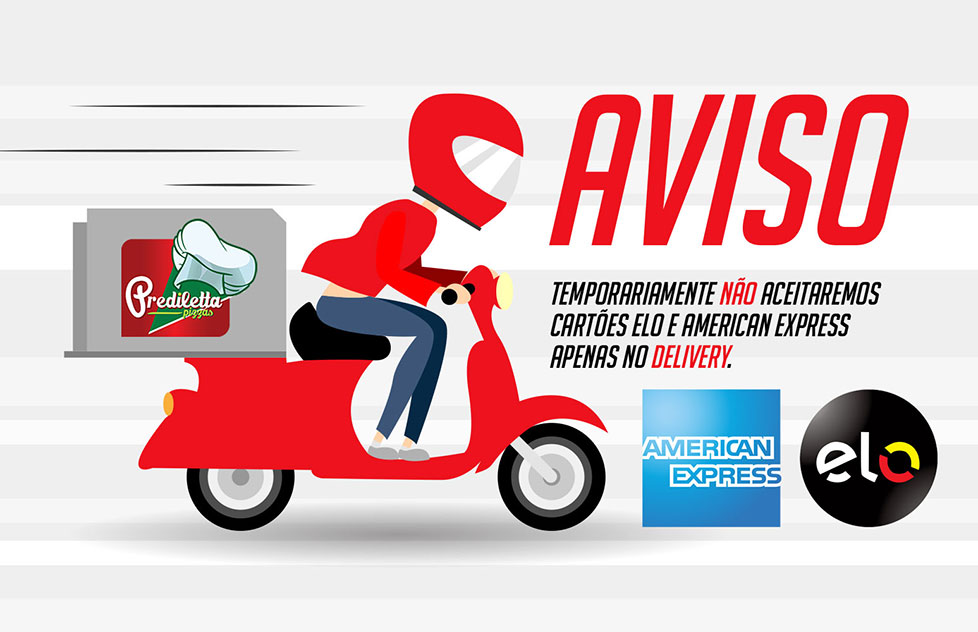 AVISO
Prediletta
pizzas
TEMPORARIAMENTE NÃO ACEITAREMOS
CARTÕES ELO E AMERICAN EXPRESS
APENAS NO DELIVERY.
AMERICAN
EXPRESS
elo